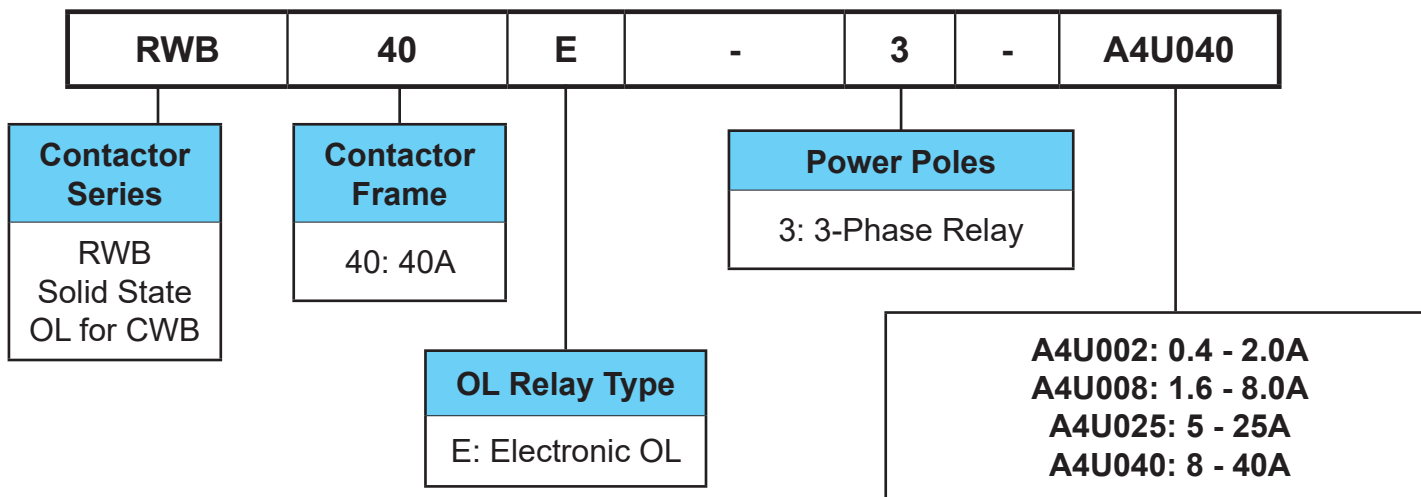 RWB 40 E - 3 - A4U040
Contactor
Series
RWB
Solid State
OL for CWB
Contactor
Frame
40: 40A
OL Relay Type
E: Electronic OL
Power Poles
3: 3-Phase Relay
A4U002: 0.4 - 2.0A
A4U008: 1.6 - 8.0A
A4U025: 5 - 25A
A4U040: 8 - 40A